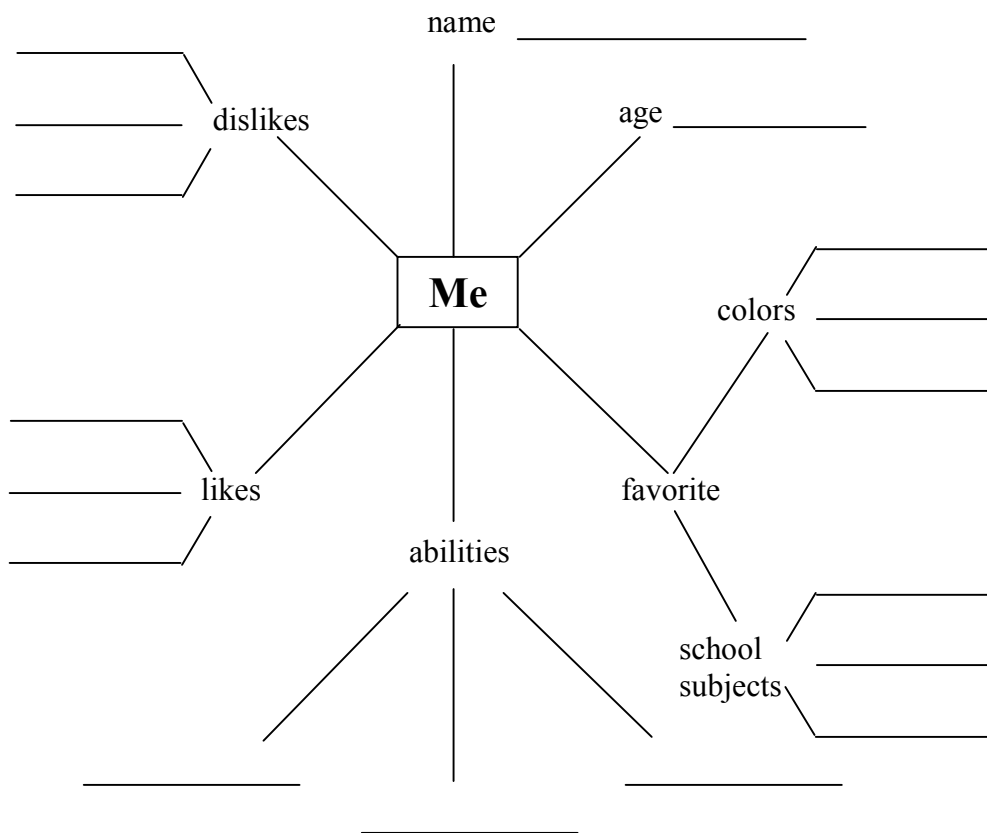 name
dislikes
age
Me
colors
likes
favorite
abilities
school
subjects